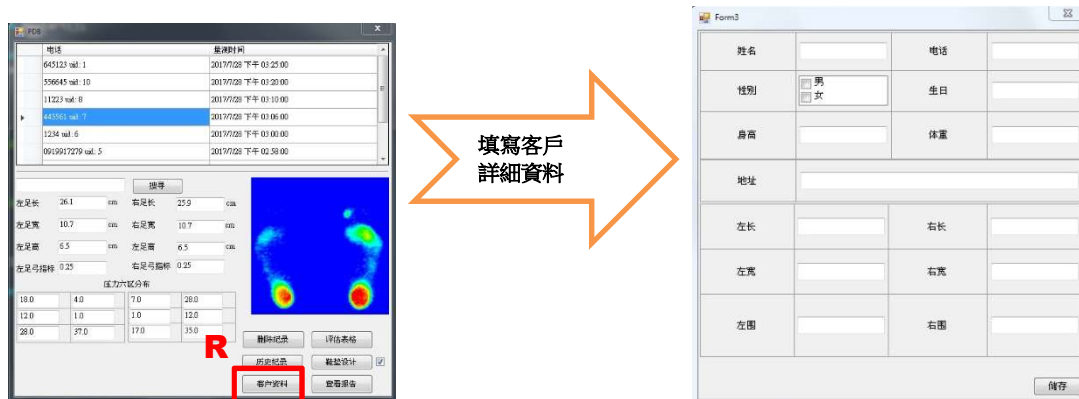 FDB
电话 量测时间
645123 uid: 1 2017/7/28 下午 03:25:00
556645 uid: 10 2017/7/28 下午 03:20:00
11223 uid: 8 2017/7/28 下午 03:10:00
443561 uid: 7 2017/7/28 下午 03:06:00
1234 uid: 6 2017/7/28 下午 03:00:00
0919917279 uid: 5 2017/7/28 下午 02:58:00
搜寻
左足长 26.1 cm 右足长 25.9 cm
左足宽 10.7 cm 右足宽 10.7 cm
左足高 6.5 cm 左足高 6.5 cm
左足弓指标 0.25 右足弓指标 0.25
压力六区分布
18.0 4.0 7.0 28.0
12.0 1.0 1.0 12.0
28.0 37.0 17.0 35.0
R
删除纪录 评估表格
历史纪录 鞋垫设计
客户资料 查看报告
填寫客戶
詳細資料
Form3
姓名 电话
性别 男 女 生日
身高 体重
地址
左长 右长
左宽 右宽
左围 右围
储存